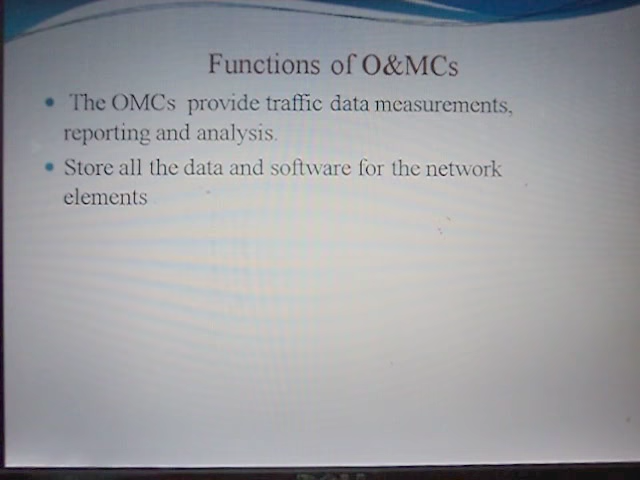 Functions of O&MCs
• The OMCs provide traffic data measurements,
reporting and analysis.
• Store all the data and software for the network
elements